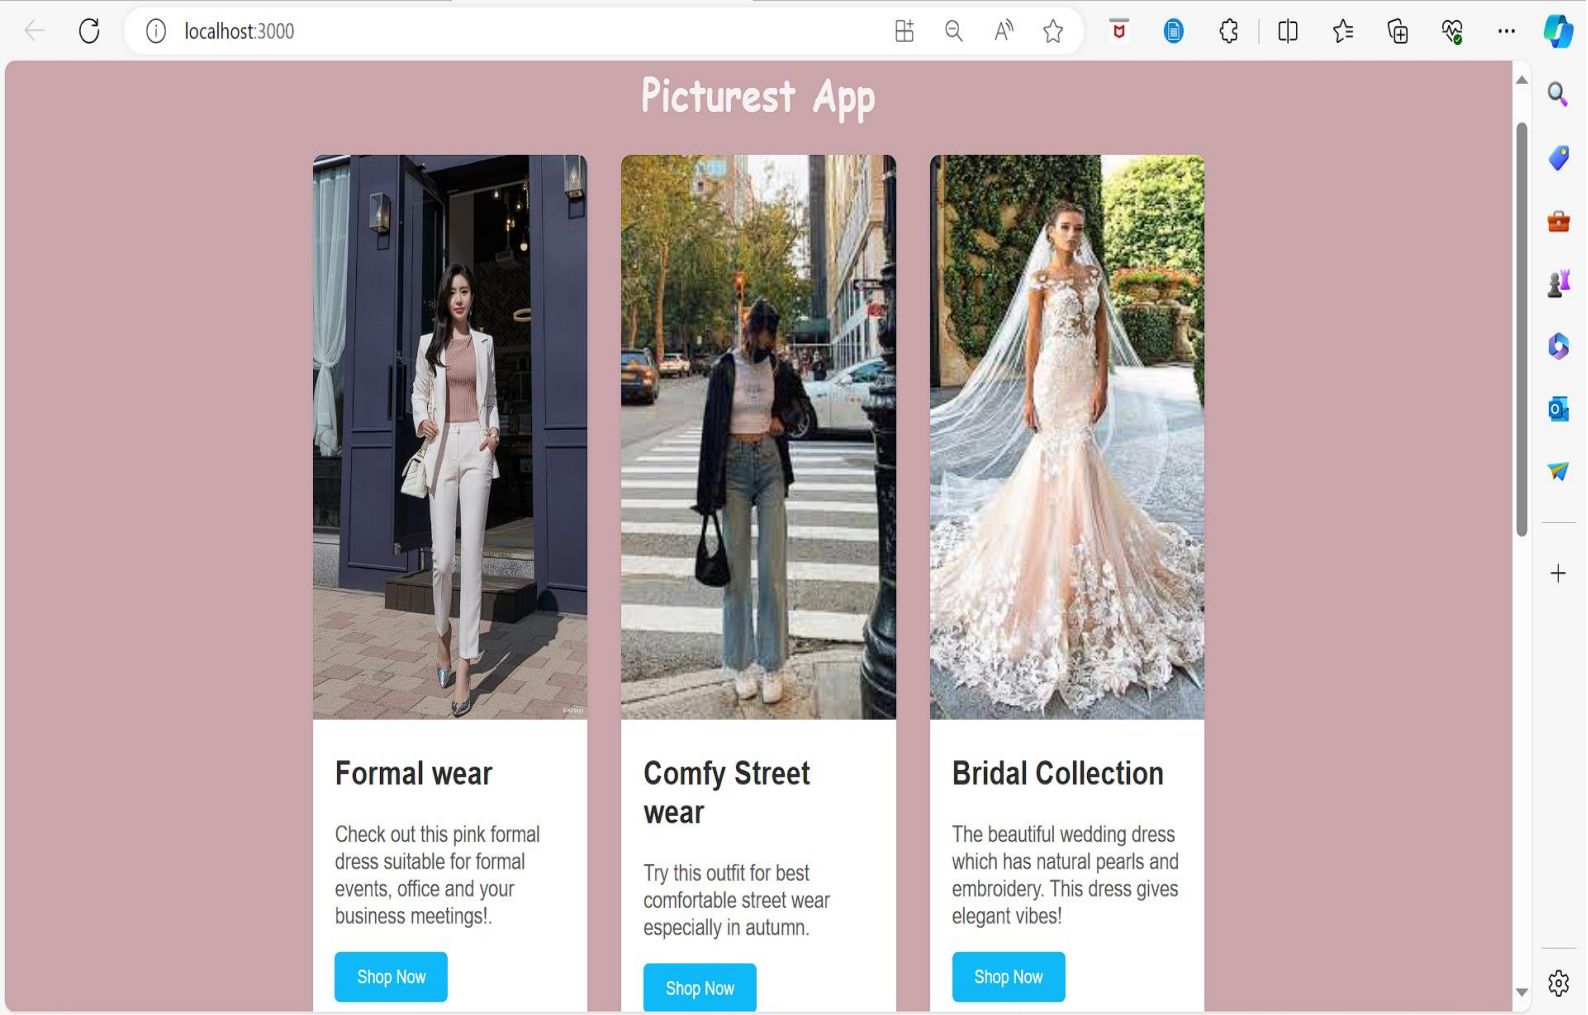 localhost:3000
Picturest App
Formal wear
Check out this pink formal
dress suitable for formal
events, office and your
business meetings!.
Shop Now
Comfy Street
wear
Try this outfit for best
comfortable street wear
especially in autumn.
Shop Now
Bridal Collection
The beautiful wedding dress
which has natural pearls and
embroidery. This dress gives
elegant vibes!
Shop Now